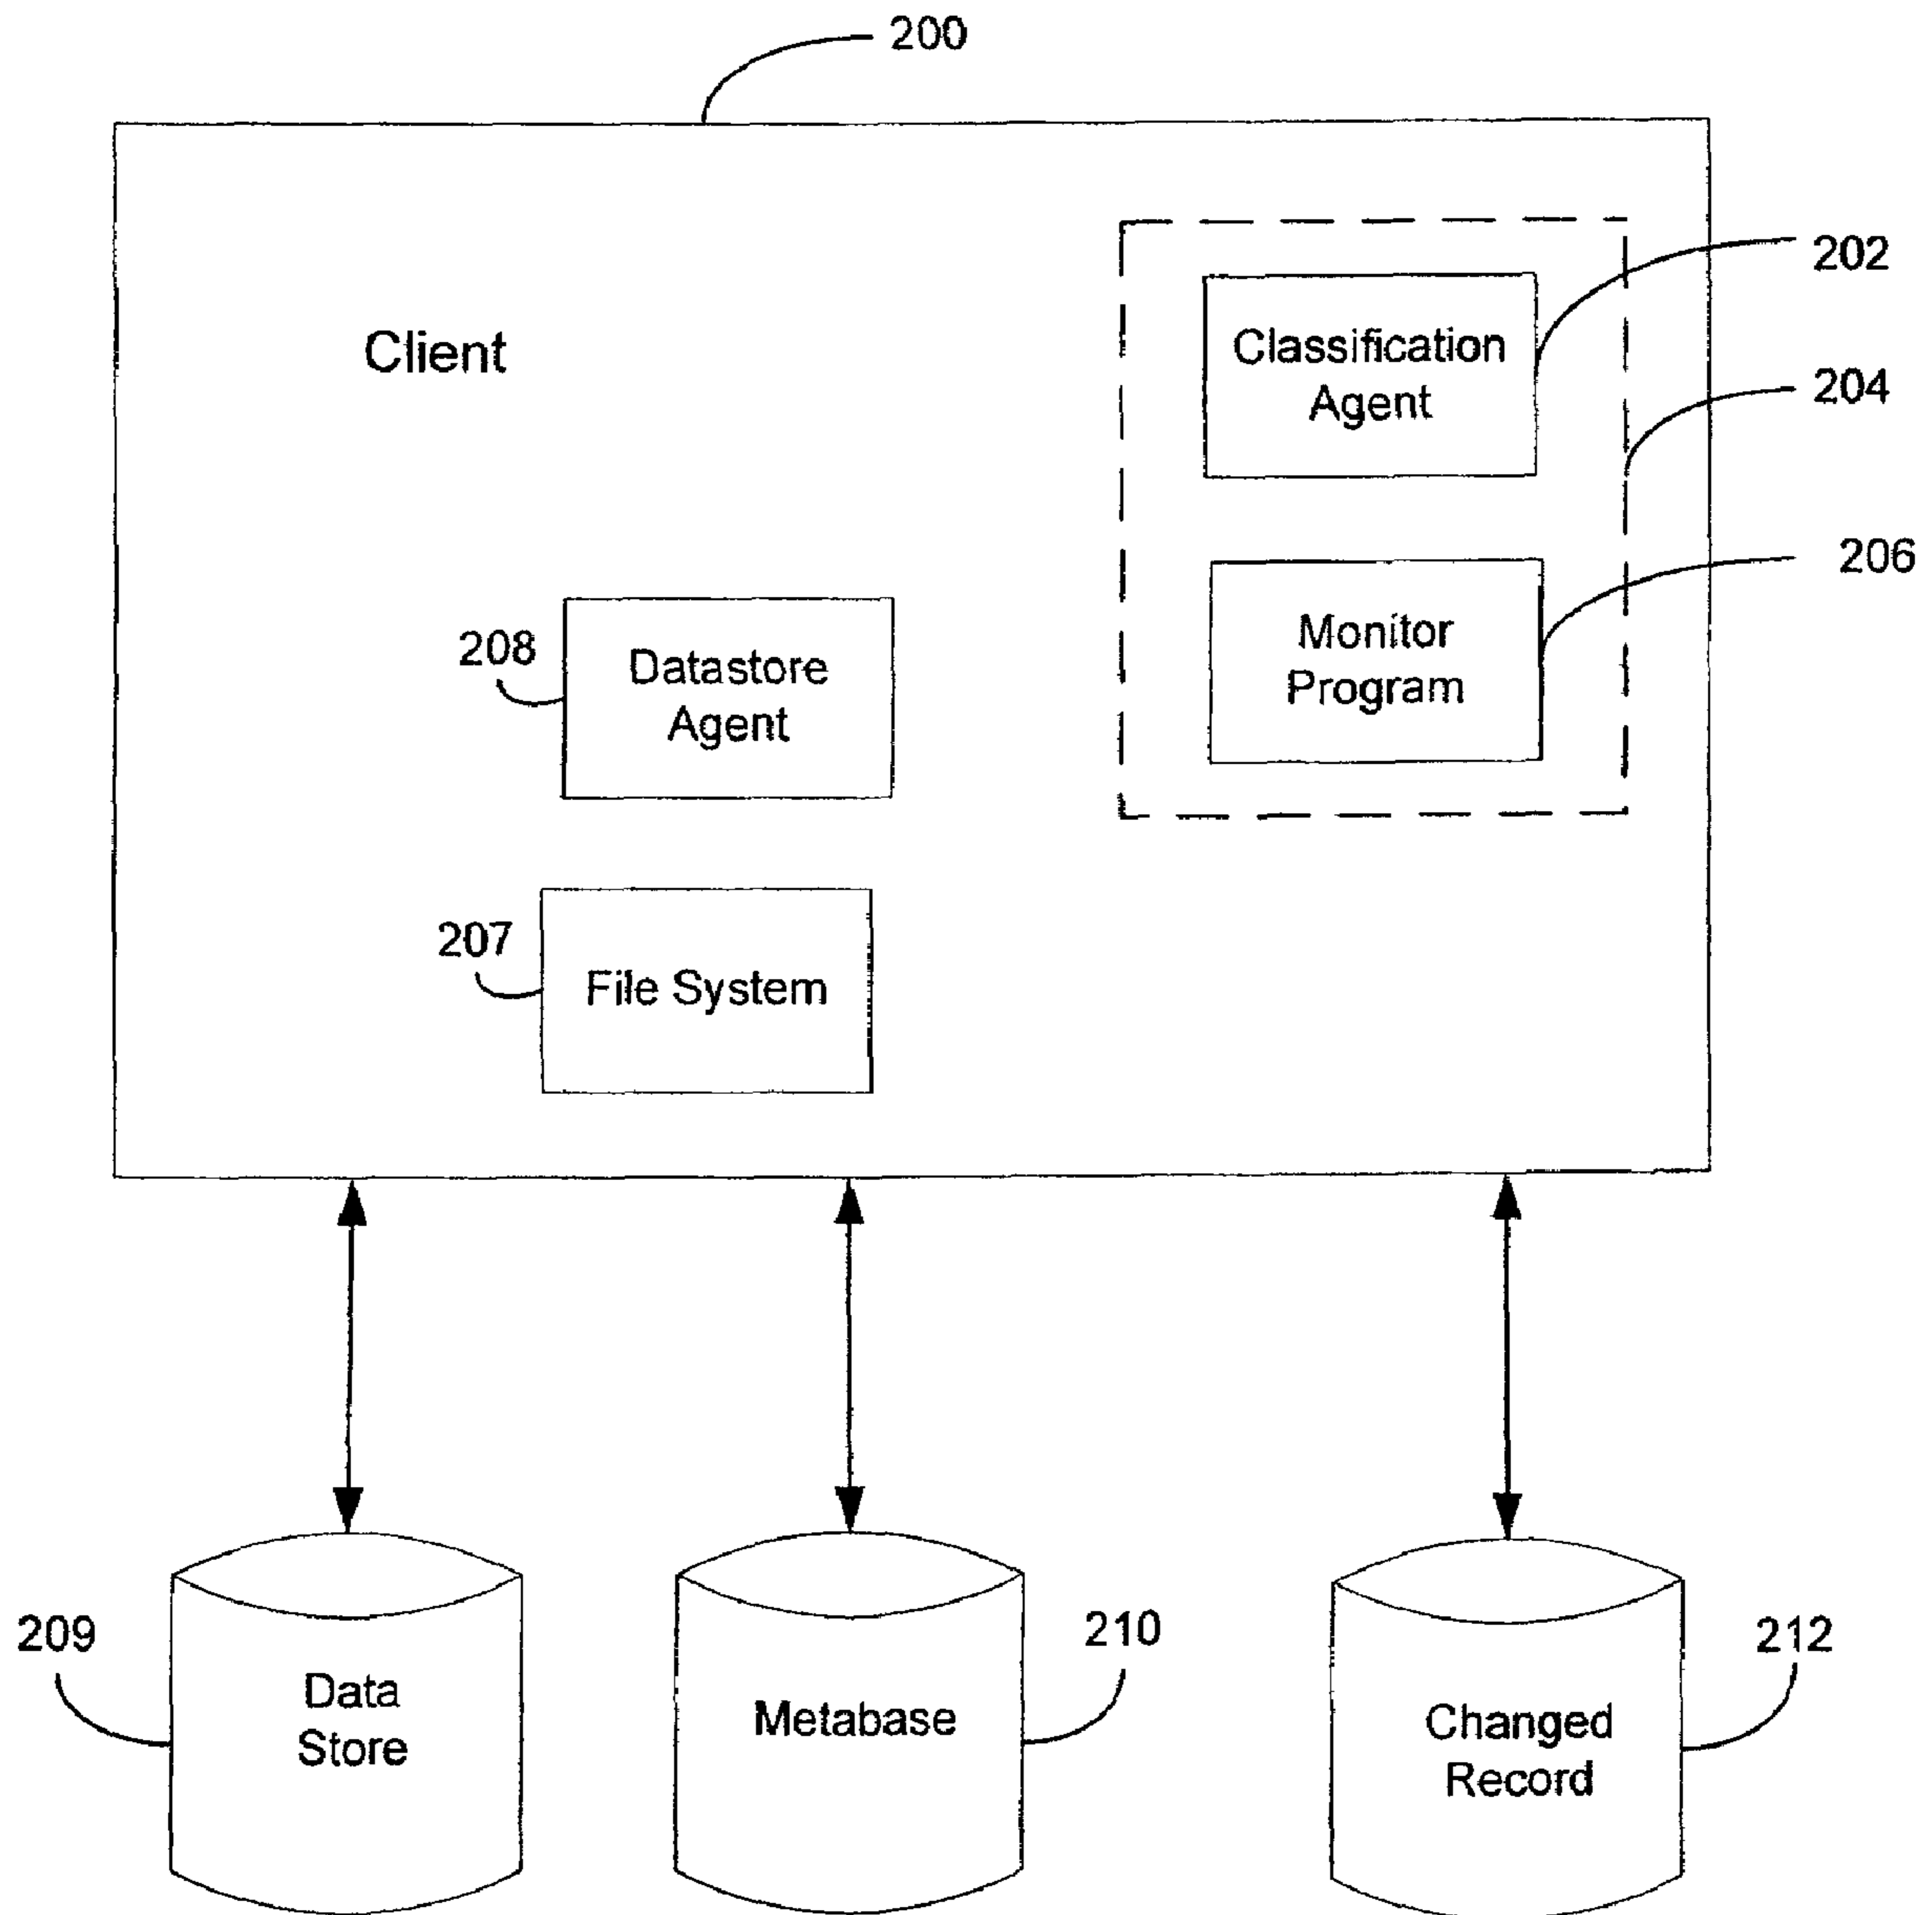 200
202
Client
Classification
Agent
204
206
Monitor
Program
208
Datastore
Agent
207
File System
209
Data
Store
210
Metabase
212
Changed
Record